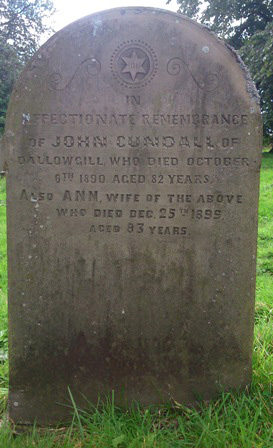 IHS
IN
AFFECTIONATE REMEMBRANCE
OF JOHN CUNDALL OF
DALLOWGILL, WHO DIED OCTOBER
6TH 1890. AGED 82 YEARS.
ALSO ANN, WIFE OF THE ABOVE
WHO DIED DEC. 25TH 1899
AGED 83 YEARS.